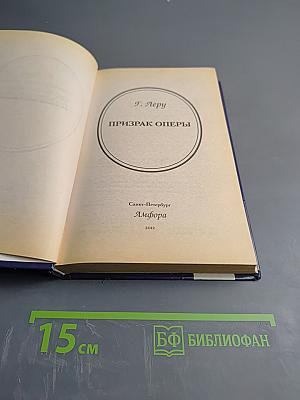 Г. Леру
ПРИЗРАК ОПЕРЫ
Санкт-Петербург
Амфора
15 см
БФ БИБЛИОФАН